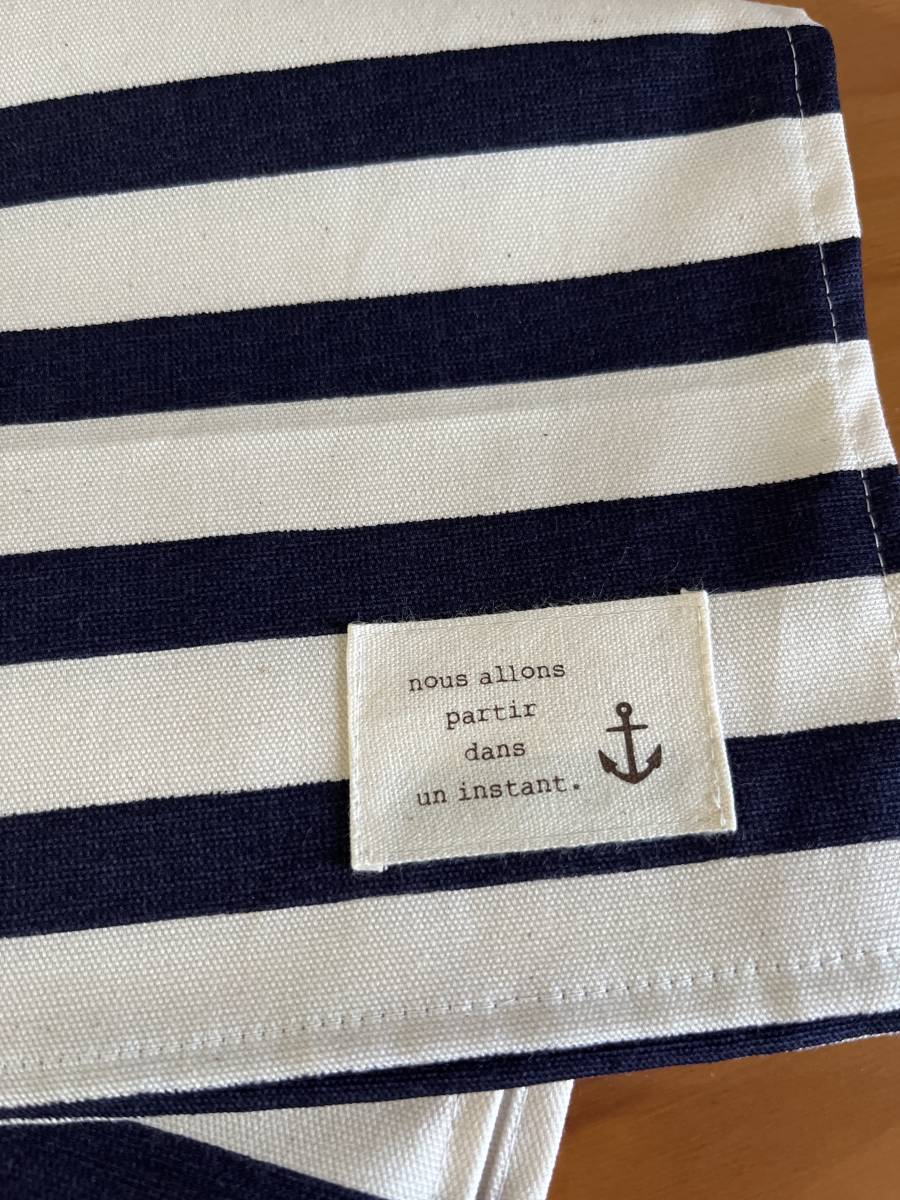 nous allons
partir
dans
un instant.